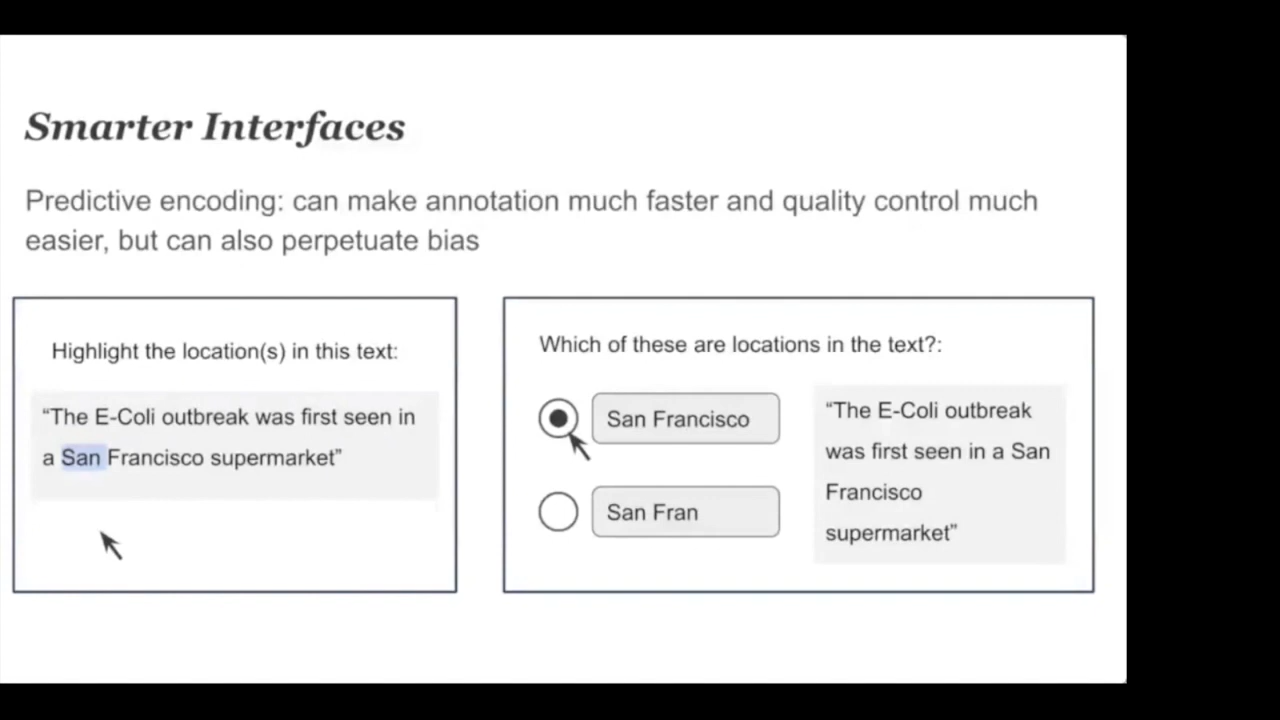 Smarter Interfaces
Predictive encoding: can make annotation much faster and quality control much
easier, but can also perpetuate bias
Highlight the location(s) in this text:
“The E-Coli outbreak was first seen in
a San Francisco supermarket”
Which of these are locations in the text?:
San Francisco
San Fran
“The E-Coli outbreak
was first seen in a San
Francisco
supermarket”